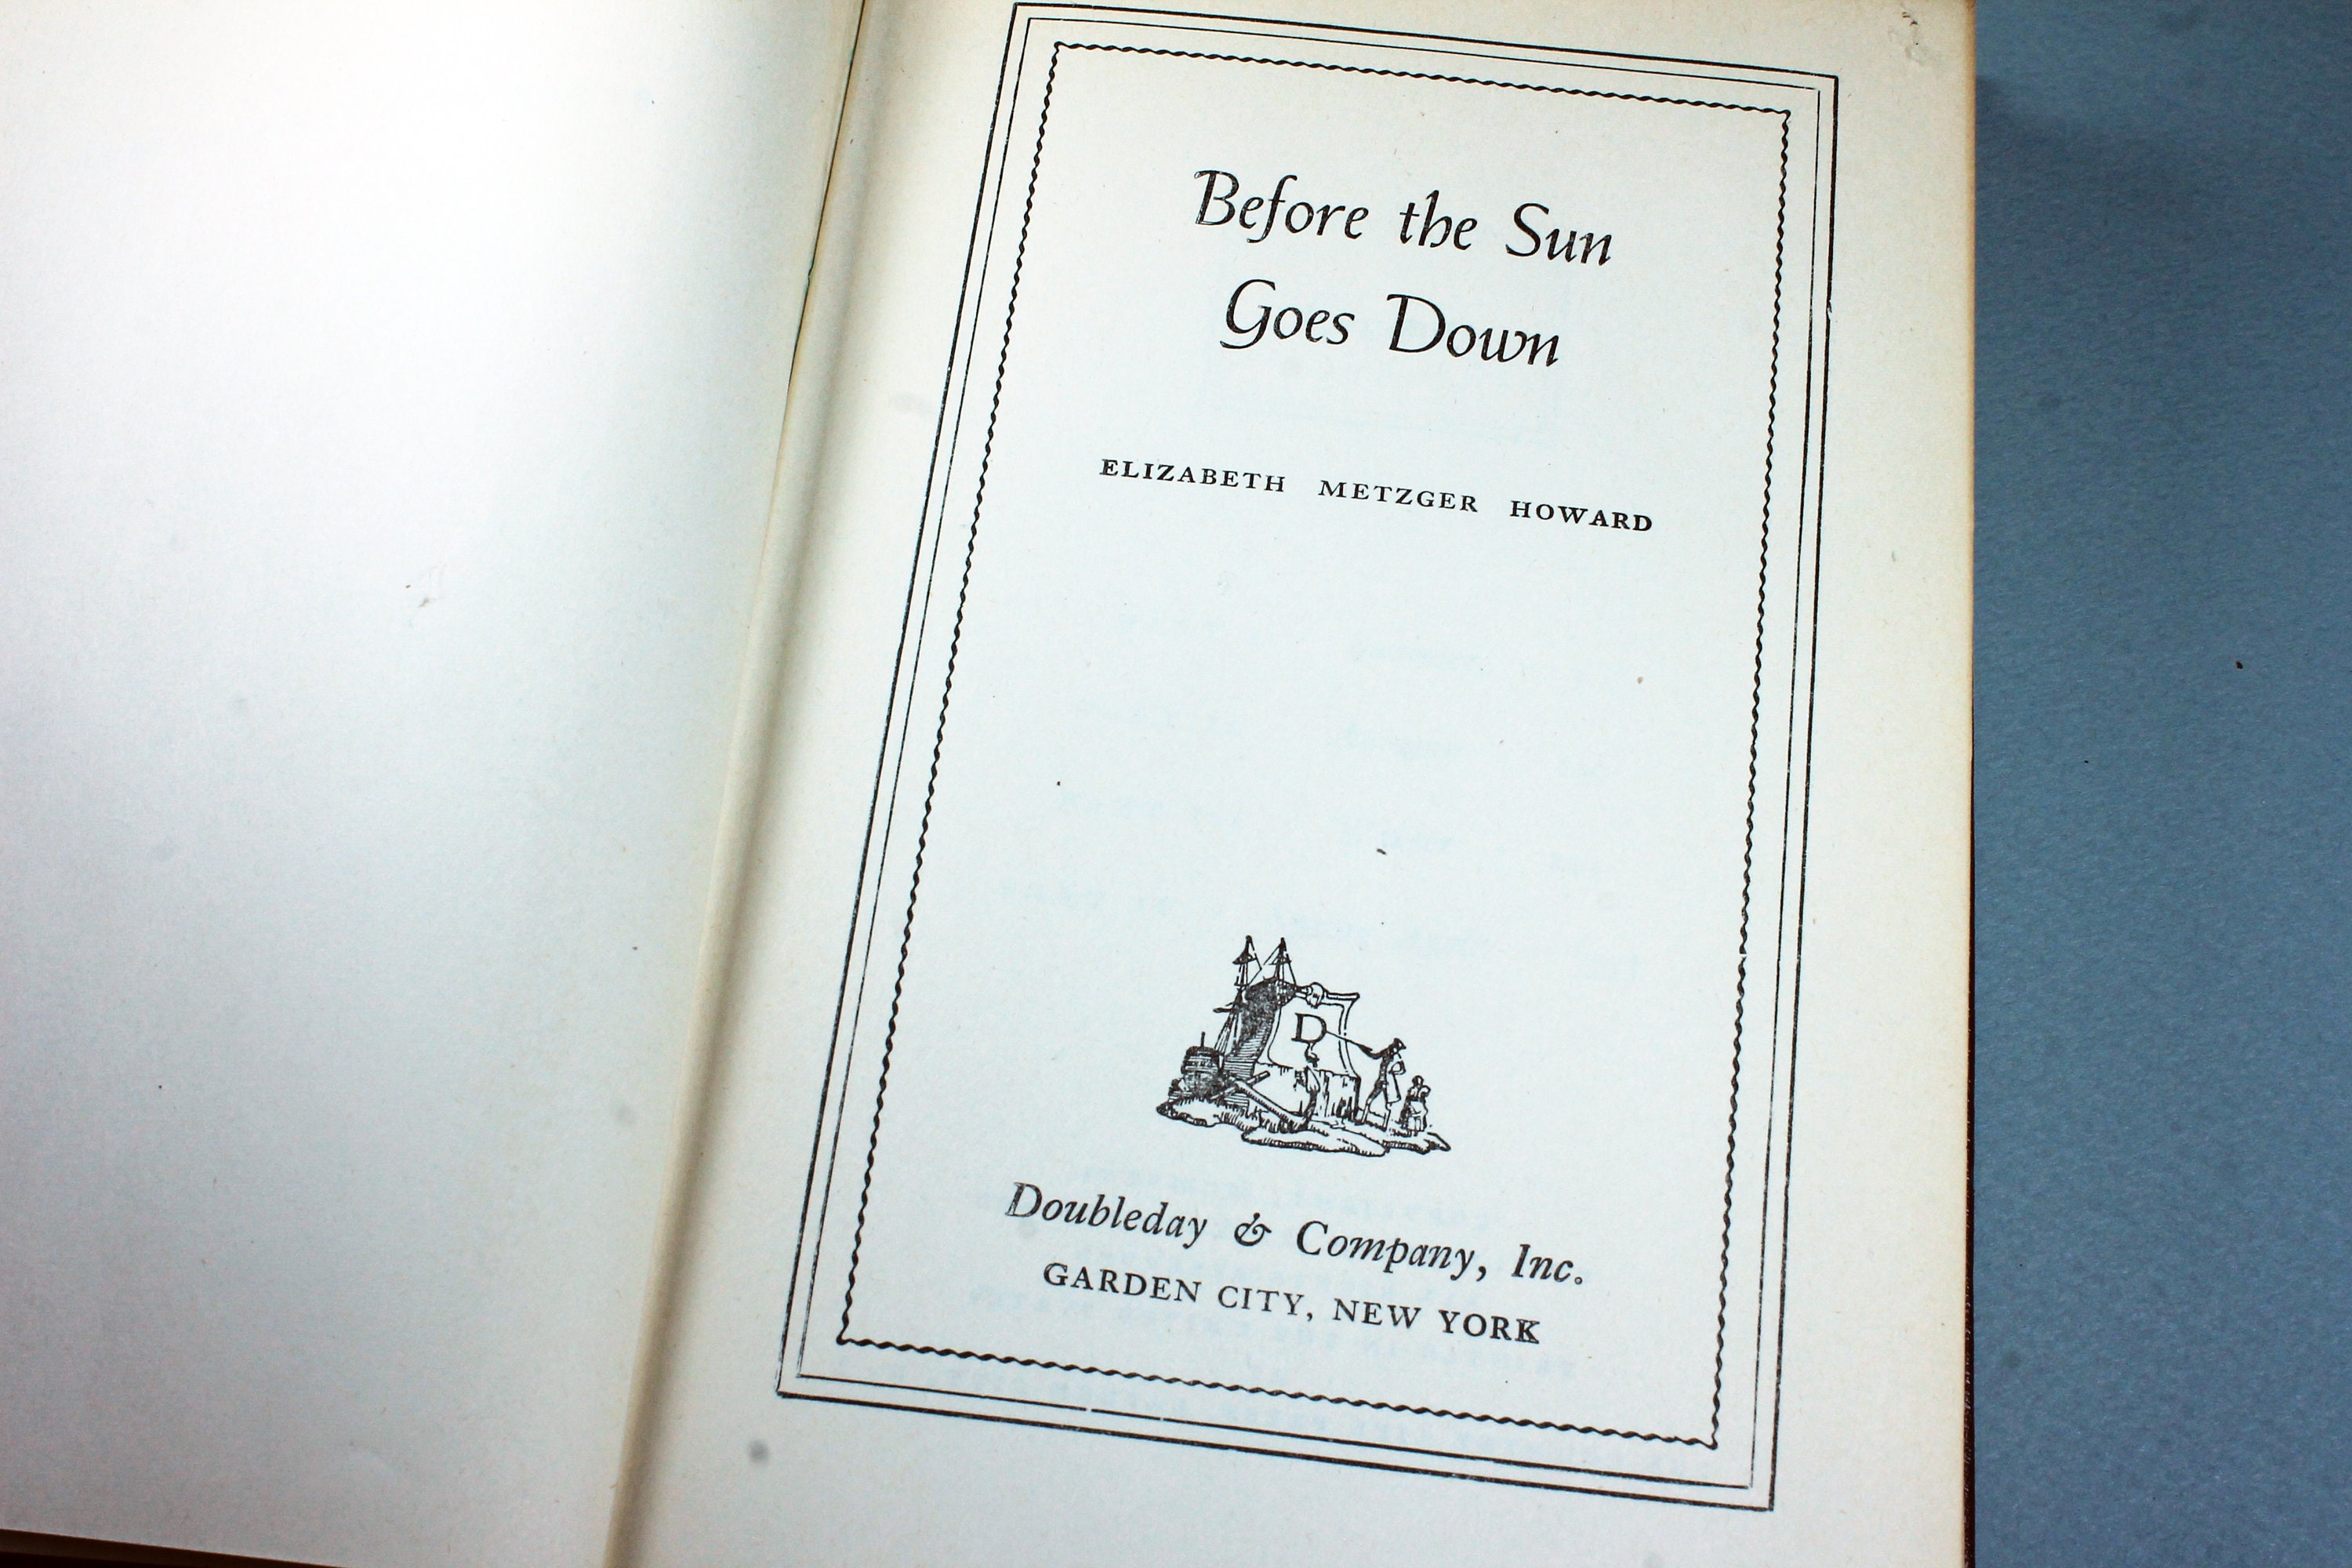 Before the Sun
Goes Down
ELIZABETH METZGER HOWARD
D
Doubleday & Company, Inc.
GARDEN CITY, NEW YORK